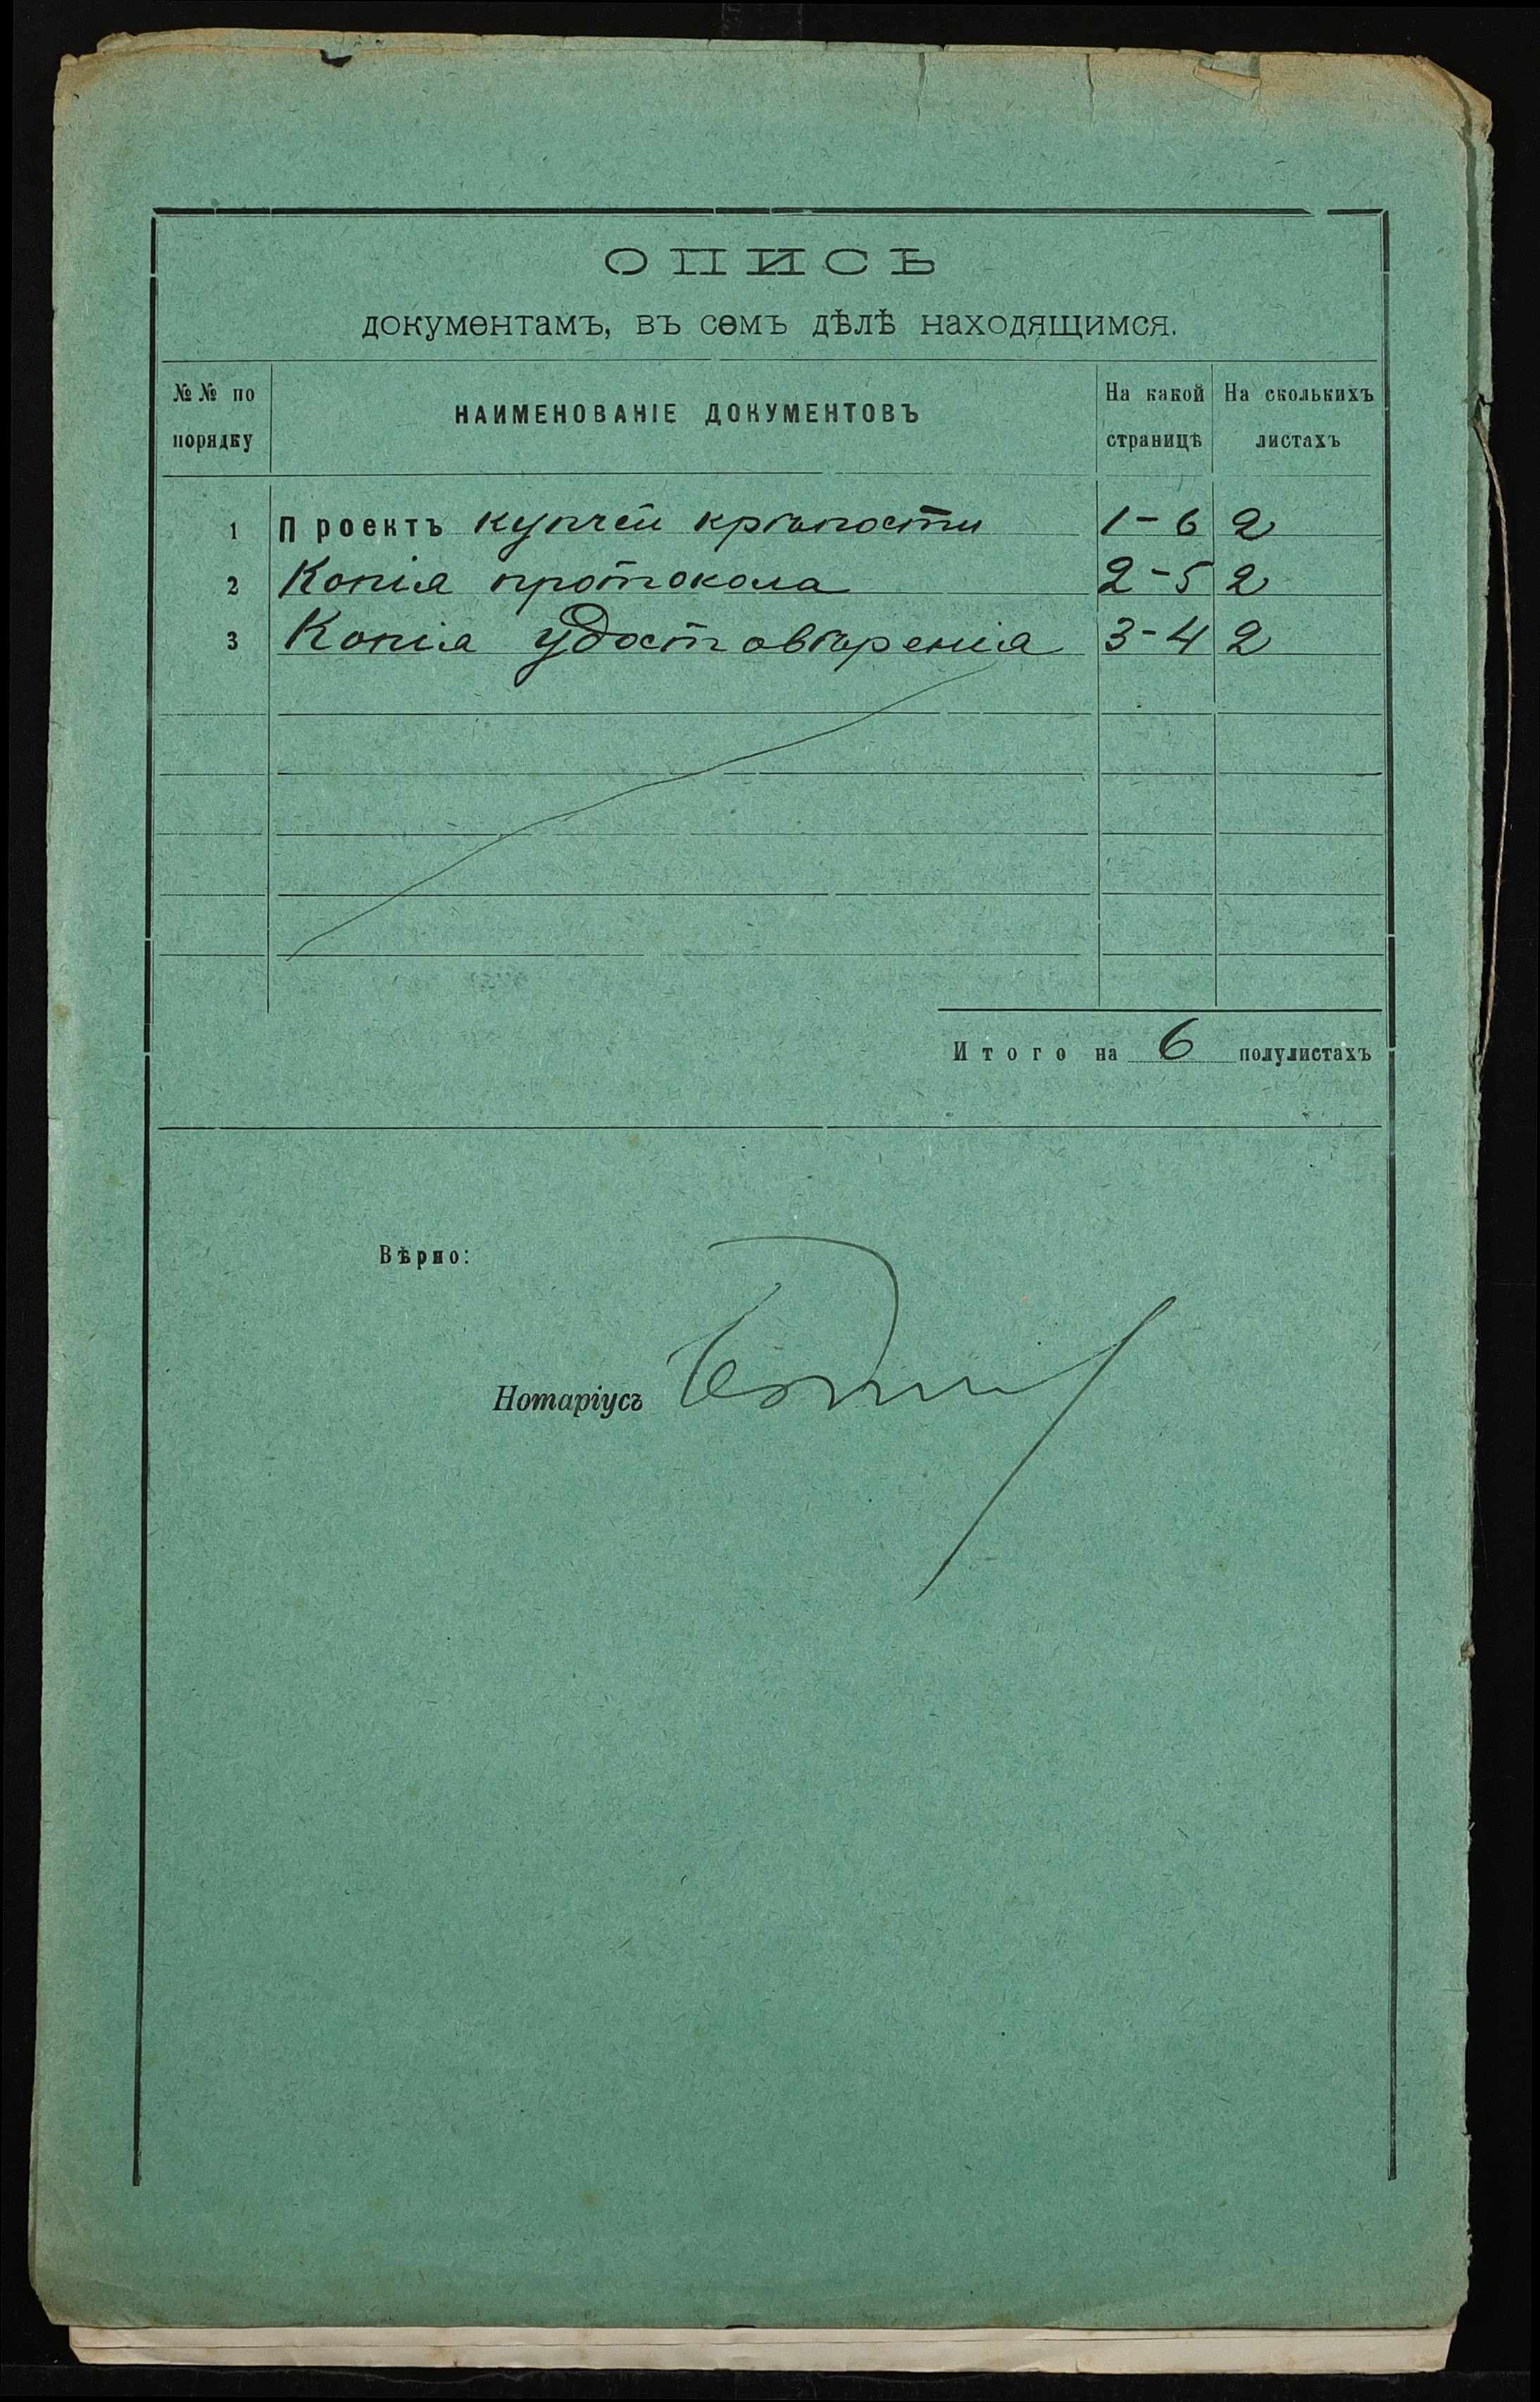 ОПИСЬ
документамъ, въ семъ дѣлѣ находящимся.
№№ по порядку
НАИМЕНОВАНІЕ ДОКУМЕНТОВЪ
На какой страницѣ
На сколькихъ листахъ
1 Проектъ купчей крѣпости 1-6 2
2 Копія протокола 2-5 2
3 Копія удостовѣренія 3-4 2
Итого на 6 полулистахъ
Вѣрно:
Нотаріусъ